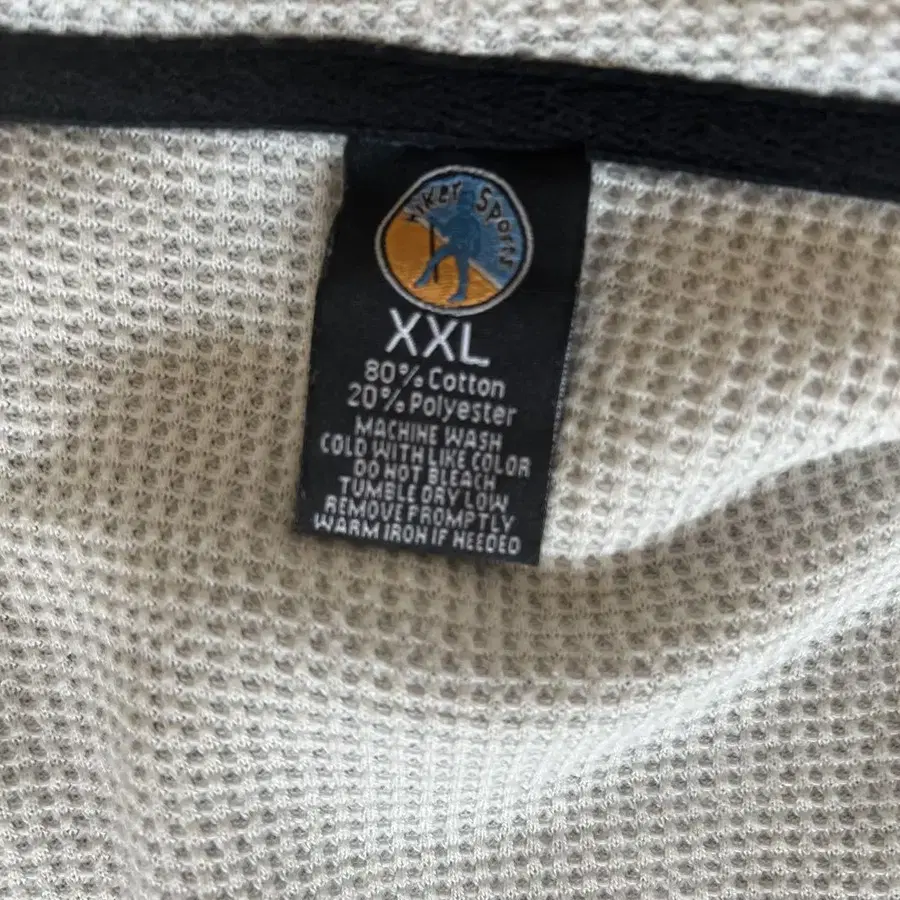 Hiker Sports
XXL
80% Cotton
20% Polyester
MACHINE WASH
COLD WITH LIKE COLOR
DO NOT BLEACH
TUMBLE DRY LOW
REMOVE PROMPTLY
WARM IRON IF NEEDED